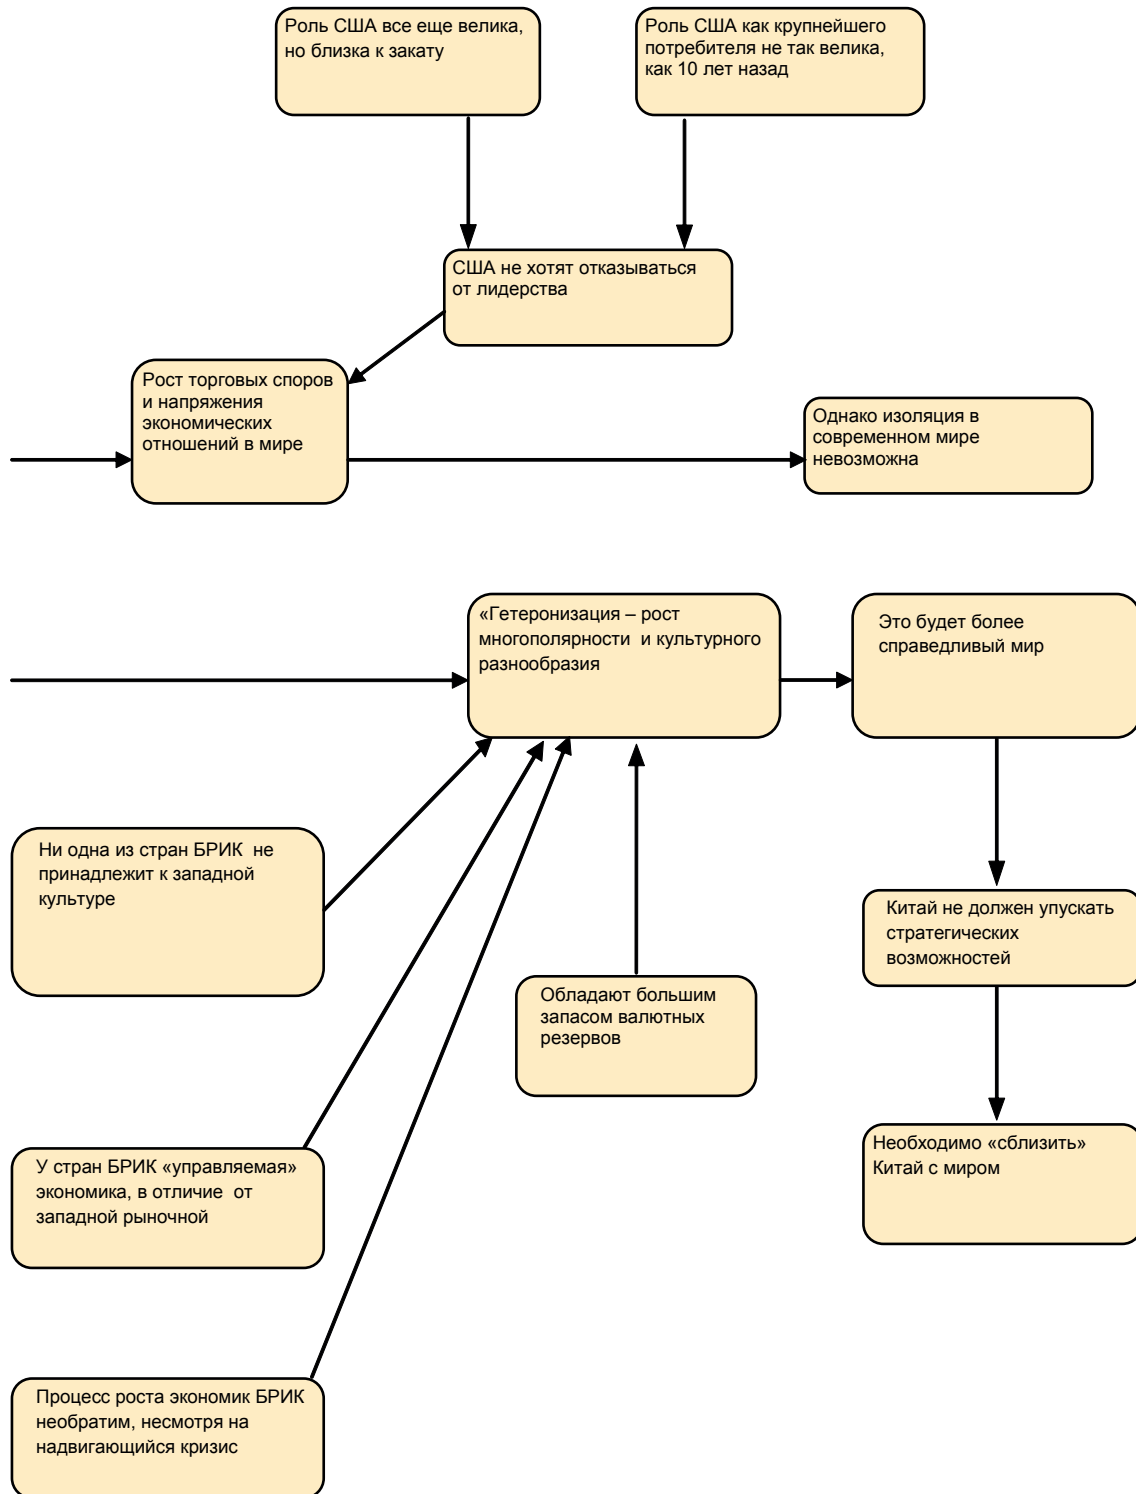 Роль США все еще велика,
но близка к закату
Роль США как крупнейшего
потребителя не так велика,
как 10 лет назад
США не хотят отказываться
от лидерства
Рост торговых споров
и напряжения
экономических
отношений в мире
Однако изоляция в
современном мире
невозможна
«Гетеронизация – рост
многополярности и культурного
разнообразия
Это будет более
справедливый мир
Ни одна из стран БРИК не
принадлежит к западной
культуре
Китай не должен упускать
стратегических
возможностей
Обладают большим
запасом валютных
резервов
Необходимо «сблизить»
Китай с миром
У стран БРИК «управляемая»
экономика, в отличие от
западной рыночной
Процесс роста экономик БРИК
необратим, несмотря на
надвигающийся кризис